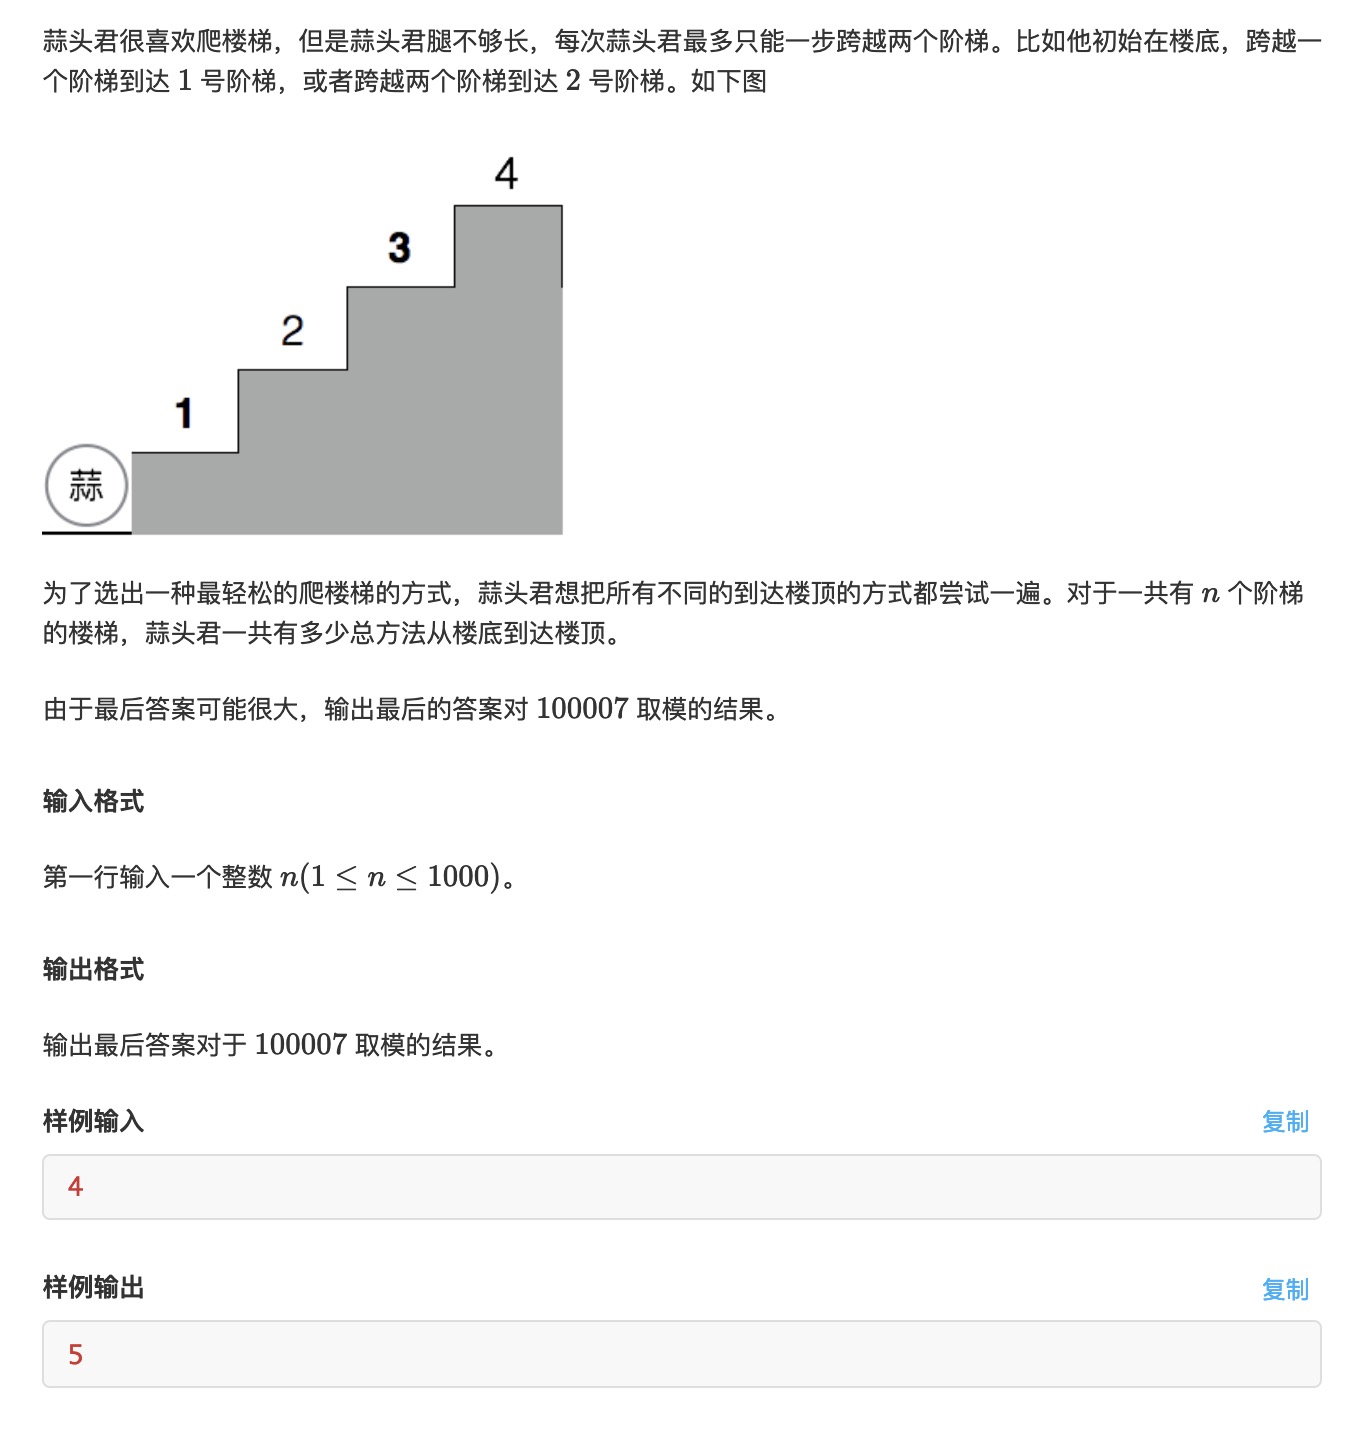 蒜头君很喜欢爬楼梯，但是蒜头君腿不够长，每次蒜头君最多只能一步跨越两个阶梯。比如他初始在楼底，跨越一
个阶梯到达 1 号阶梯，或者跨越两个阶梯到达 2 号阶梯。如下图
4
3
2
1
蒜
为了选出一种最轻松的爬楼梯的方式，蒜头君想把所有不同的到达楼顶的方式都尝试一遍。对于一共有 n 个阶梯
的楼梯，蒜头君一共有多少总方法从楼底到达楼顶。
由于最后答案可能很大，输出最后的答案对 100007 取模的结果。
输入格式
第一行输入一个整数 n(1 ≤ n ≤ 1000)。
输出格式
输出最后答案对于 100007 取模的结果。
样例输入 复制
4
样例输出 复制
5